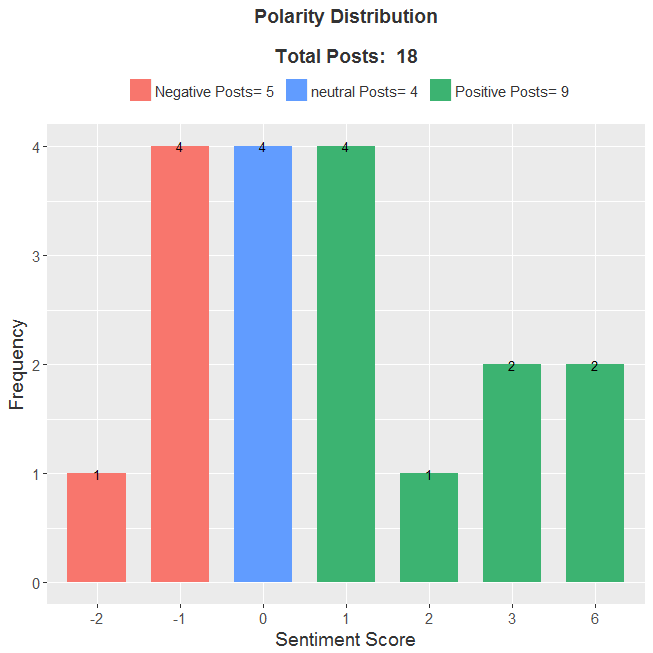 Polarity Distribution
Total Posts:  18
Negative Posts= 5 neutral Posts= 4 Positive Posts= 9
4 4 4 4
3
2 2 2
1 1 1
0
-2 -1 0 1 2 3 6
Frequency
Sentiment Score